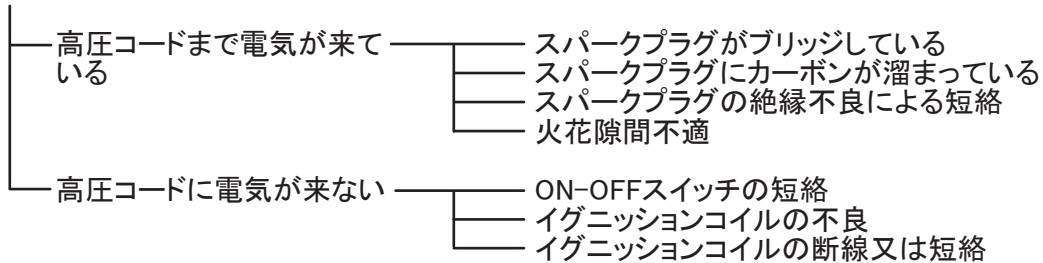 高圧コードまで電気が来て
いる
スパークプラグがブリッジしている
スパークプラグにカーボンが溜まっている
スパークプラグの絶縁不良による短絡
火花隙間不適
高圧コードに電気が来ない
ON-OFFスイッチの短絡
イグニッションコイルの不良
イグニッションコイルの断線又は短絡